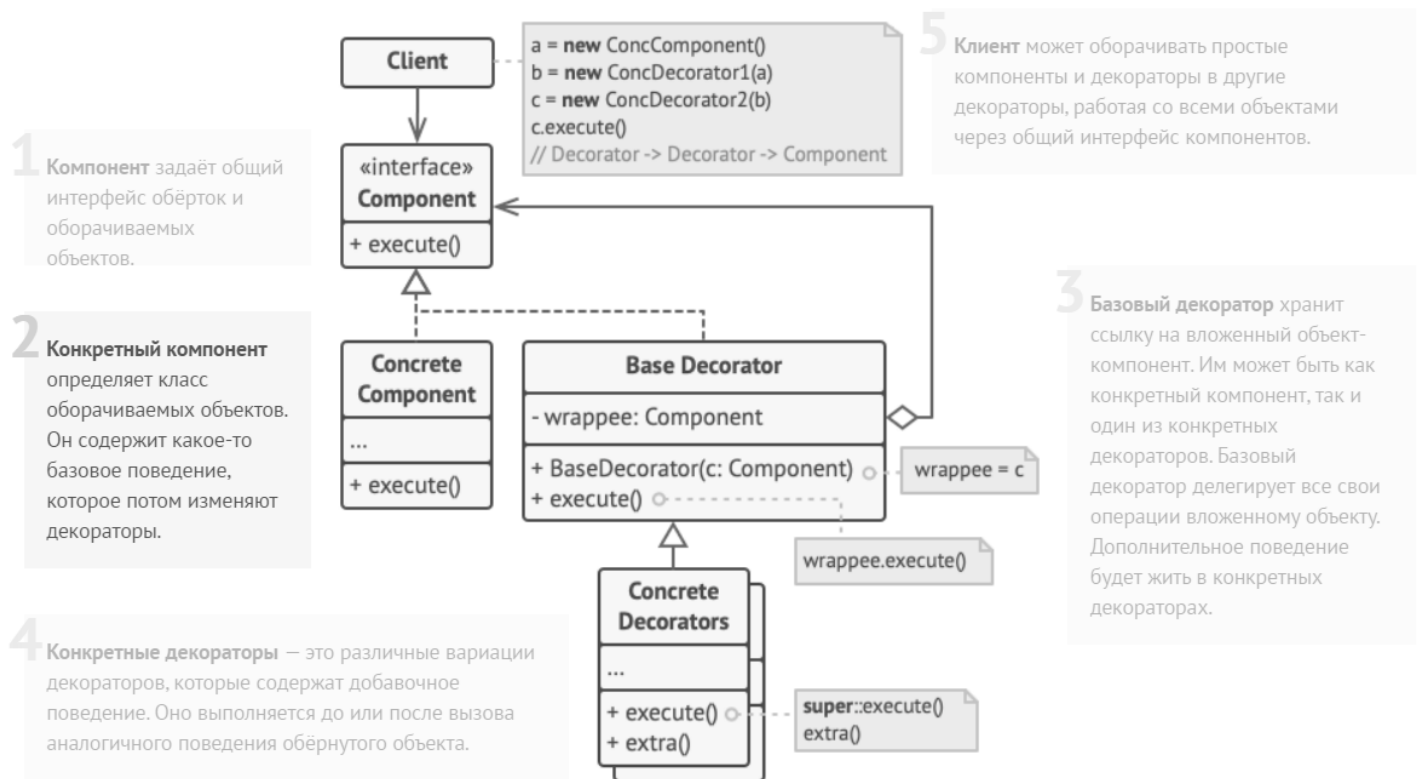 Client
a = new ConcComponent()
b = new ConcDecorator1(a)
c = new ConcDecorator2(b)
c.execute()
// Decorator -> Decorator -> Component
5
Клиент может оборачивать простые
компоненты и декораторы в другие
декораторы, работая со всеми объектами
через общий интерфейс компонентов.
1
Компонент задаёт общий
интерфейс обёрток и
оборачиваемых
объектов.
«interface»
Component
+ execute()
2
Конкретный компонент
определяет класс
оборачиваемых объектов.
Он содержит какое-то
базовое поведение,
которое потом изменяют
декораторы.
Concrete
Component
...
+ execute()
Base Decorator
- wrappee: Component
+ BaseDecorator(c: Component)
+ execute()
wrappee = c
wrappee.execute()
3
Базовый декоратор хранит
ссылку на вложенный объект-
компонент. Им может быть как
конкретный компонент, так и
один из конкретных
декораторов. Базовый
декоратор делегирует все свои
операции вложенному объекту.
Дополнительное поведение
будет жить в конкретных
декораторах.
4
Конкретные декораторы — это различные вариации
декораторов, которые содержат добавочное
поведение. Оно выполняется до или после вызова
аналогичного поведения обёрнутого объекта.
Concrete
Decorators
...
+ execute()
+ extra()
super::execute()
extra()